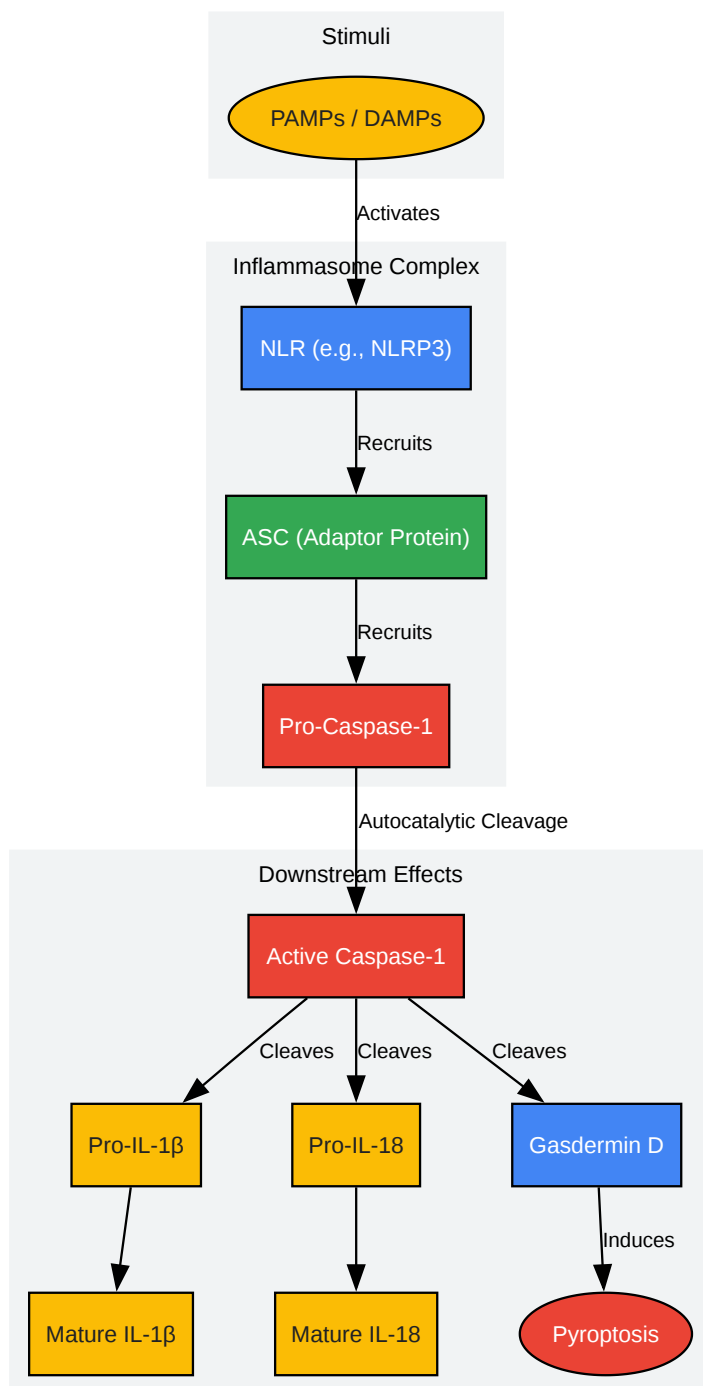 Stimuli
PAMPs / DAMPs
Activates
Inflammasome Complex
NLR (e.g., NLRP3)
Recruits
ASC (Adaptor Protein)
Recruits
Pro-Caspase-1
Autocatalytic Cleavage
Downstream Effects
Active Caspase-1
Cleaves
Cleaves
Cleaves
Pro-IL-1β
Pro-IL-18
Gasdermin D
Induces
Mature IL-1β
Mature IL-18
Pyroptosis